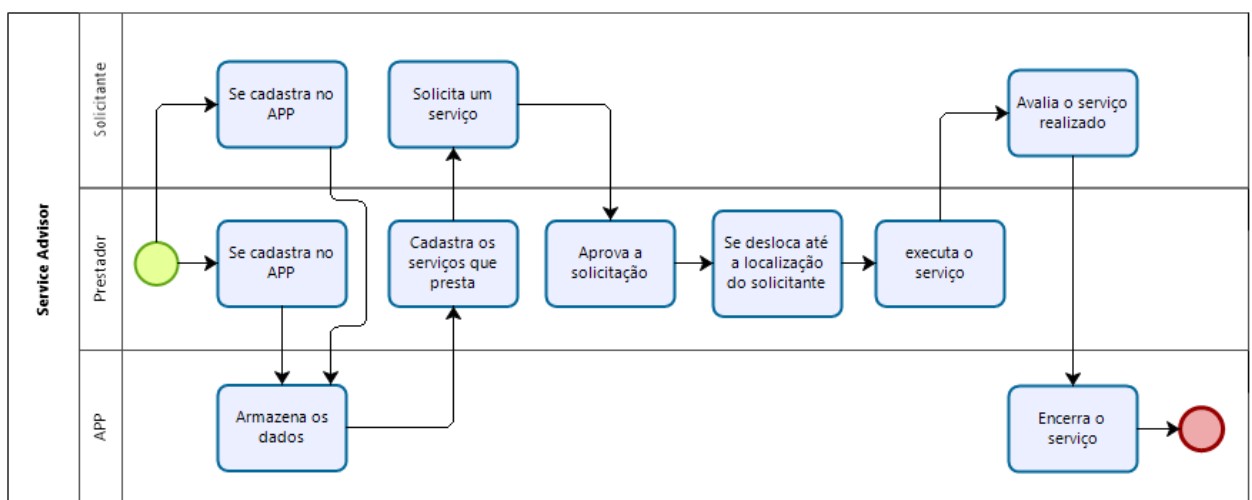 Service Advisor
Solicitante
Se cadastra no
APP
Solicita um
serviço
Avalia o serviço
realizado
Prestador
Se cadastra no
APP
Cadastra os
serviços que
presta
Aprova a
solicitação
Se desloca até
a localização
do solicitante
executa o
serviço
APP
Armazena os
dados
Encerra o
serviço